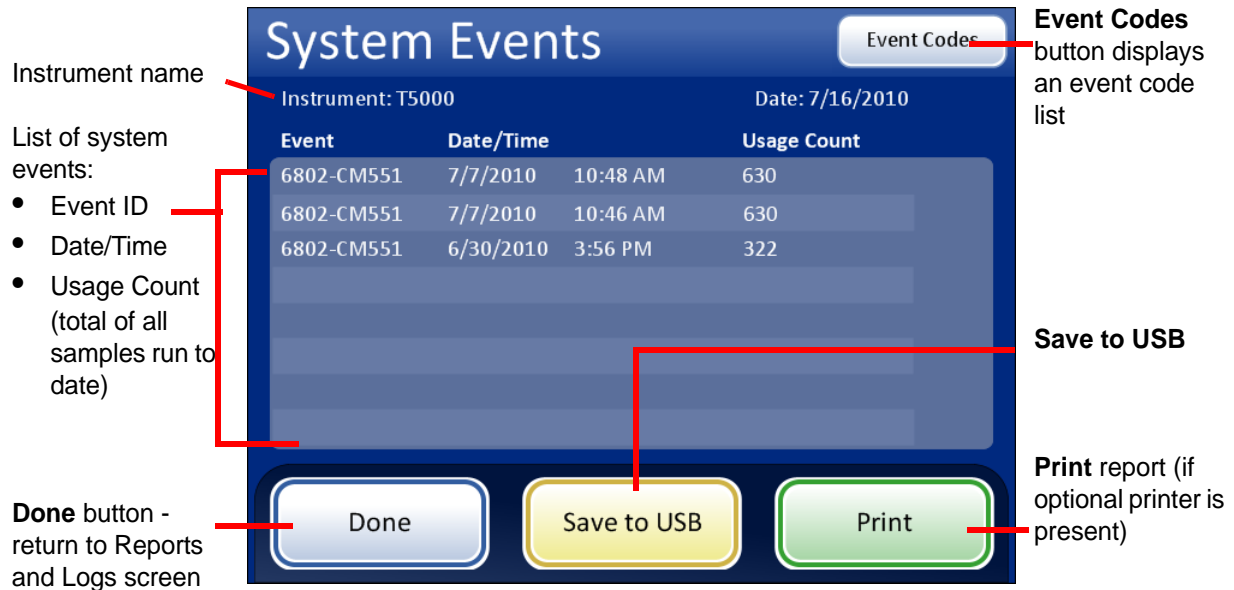 Instrument name
List of system
events:
• Event ID
• Date/Time
• Usage Count
(total of all
samples run to
date)
Done button -
return to Reports
and Logs screen
System Events
Event Codes
Instrument: T5000 Date: 7/16/2010
Event Date/Time Usage Count
6802-CM551 7/7/2010 10:48 AM 630
6802-CM551 7/7/2010 10:46 AM 630
6802-CM551 6/30/2010 3:56 PM 322
Done Save to USB Print
Event Codes
button displays
an event code
list
Save to USB
Print report (if
optional printer is
present)